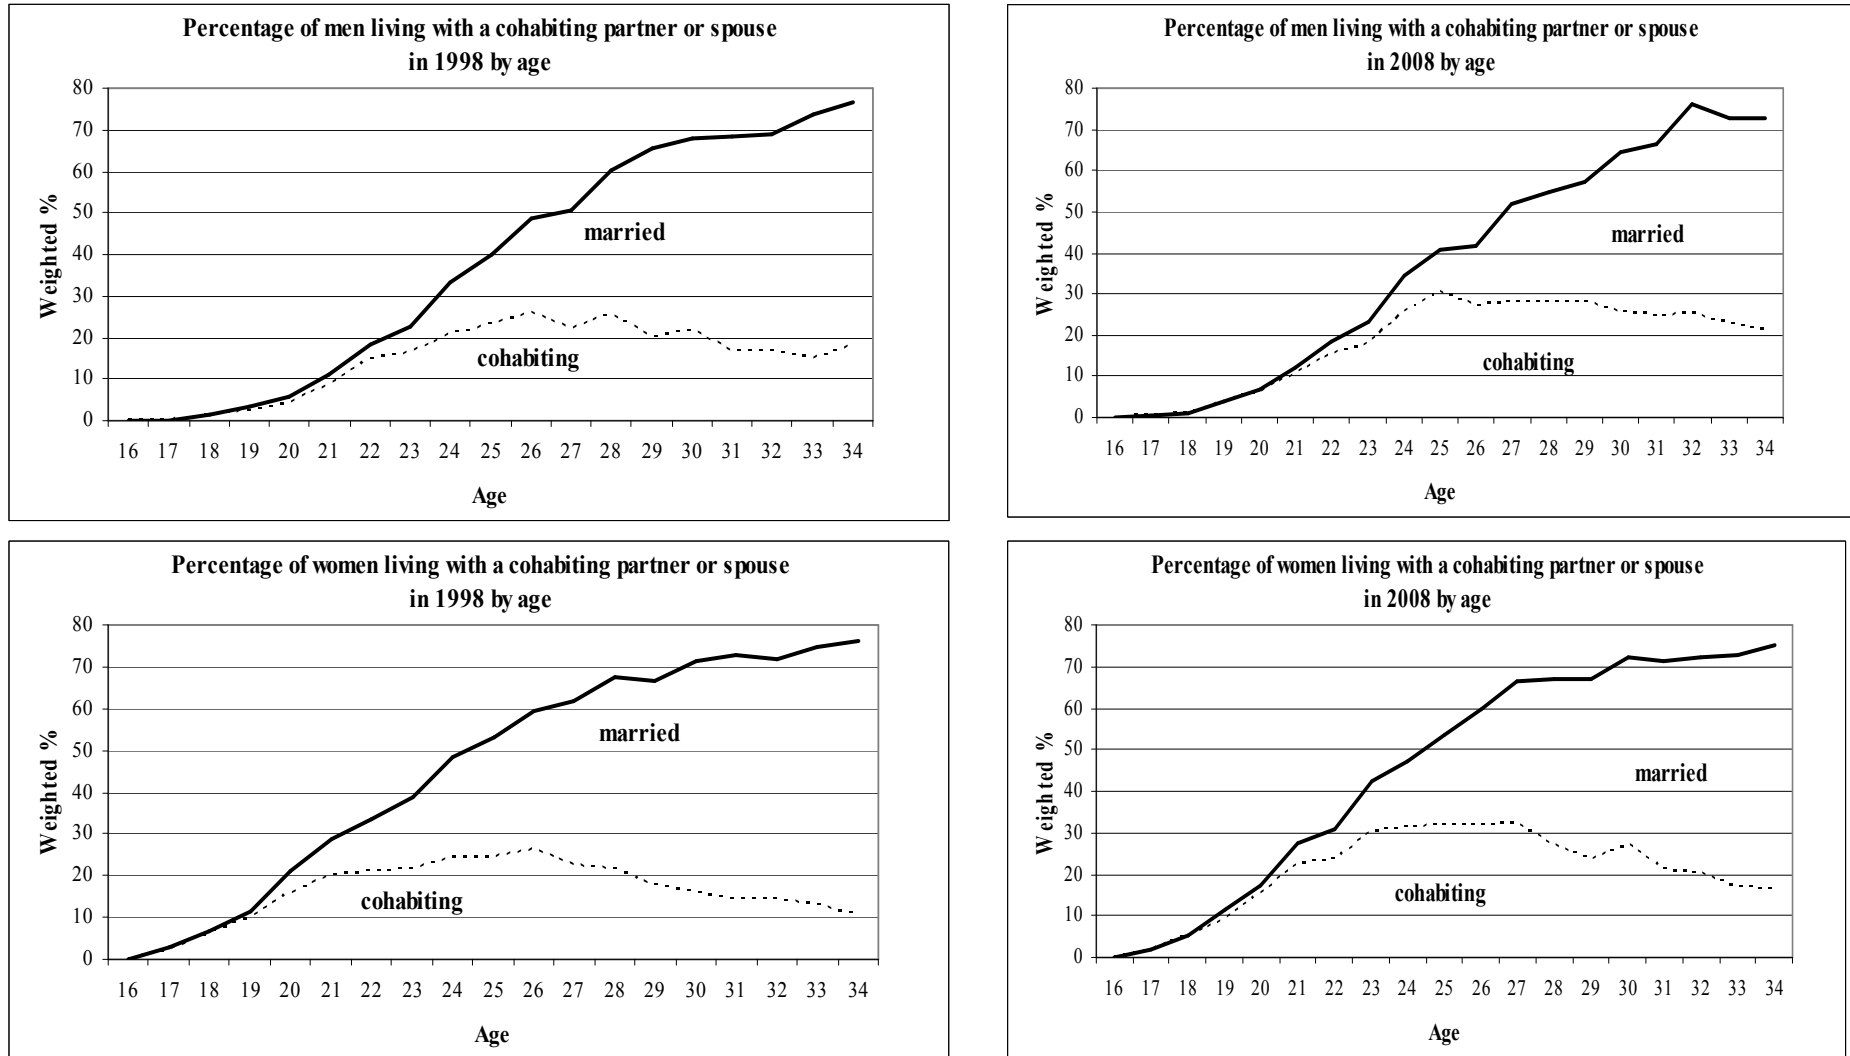 Percentage of men living with a cohabiting partner or spouse
in 1998 by age
80
70
60
50
40
30
20
10
0
Weighted %
married
cohabiting
16 17 18 19 20 21 22 23 24 25 26 27 28 29 30 31 32 33 34
Age
Percentage of men living with a cohabiting partner or spouse
in 2008 by age
80
70
60
50
40
30
20
10
0
Weighted %
married
cohabiting
16 17 18 19 20 21 22 23 24 25 26 27 28 29 30 31 32 33 34
Age
Percentage of women living with a cohabiting partner or spouse
in 1998 by age
80
70
60
50
40
30
20
10
0
Weighted %
married
cohabiting
16 17 18 19 20 21 22 23 24 25 26 27 28 29 30 31 32 33 34
Age
Percentage of women living with a cohabiting partner or spouse
in 2008 by age
80
70
60
50
40
30
20
10
0
Weighted %
married
cohabiting
16 17 18 19 20 21 22 23 24 25 26 27 28 29 30 31 32 33 34
Age